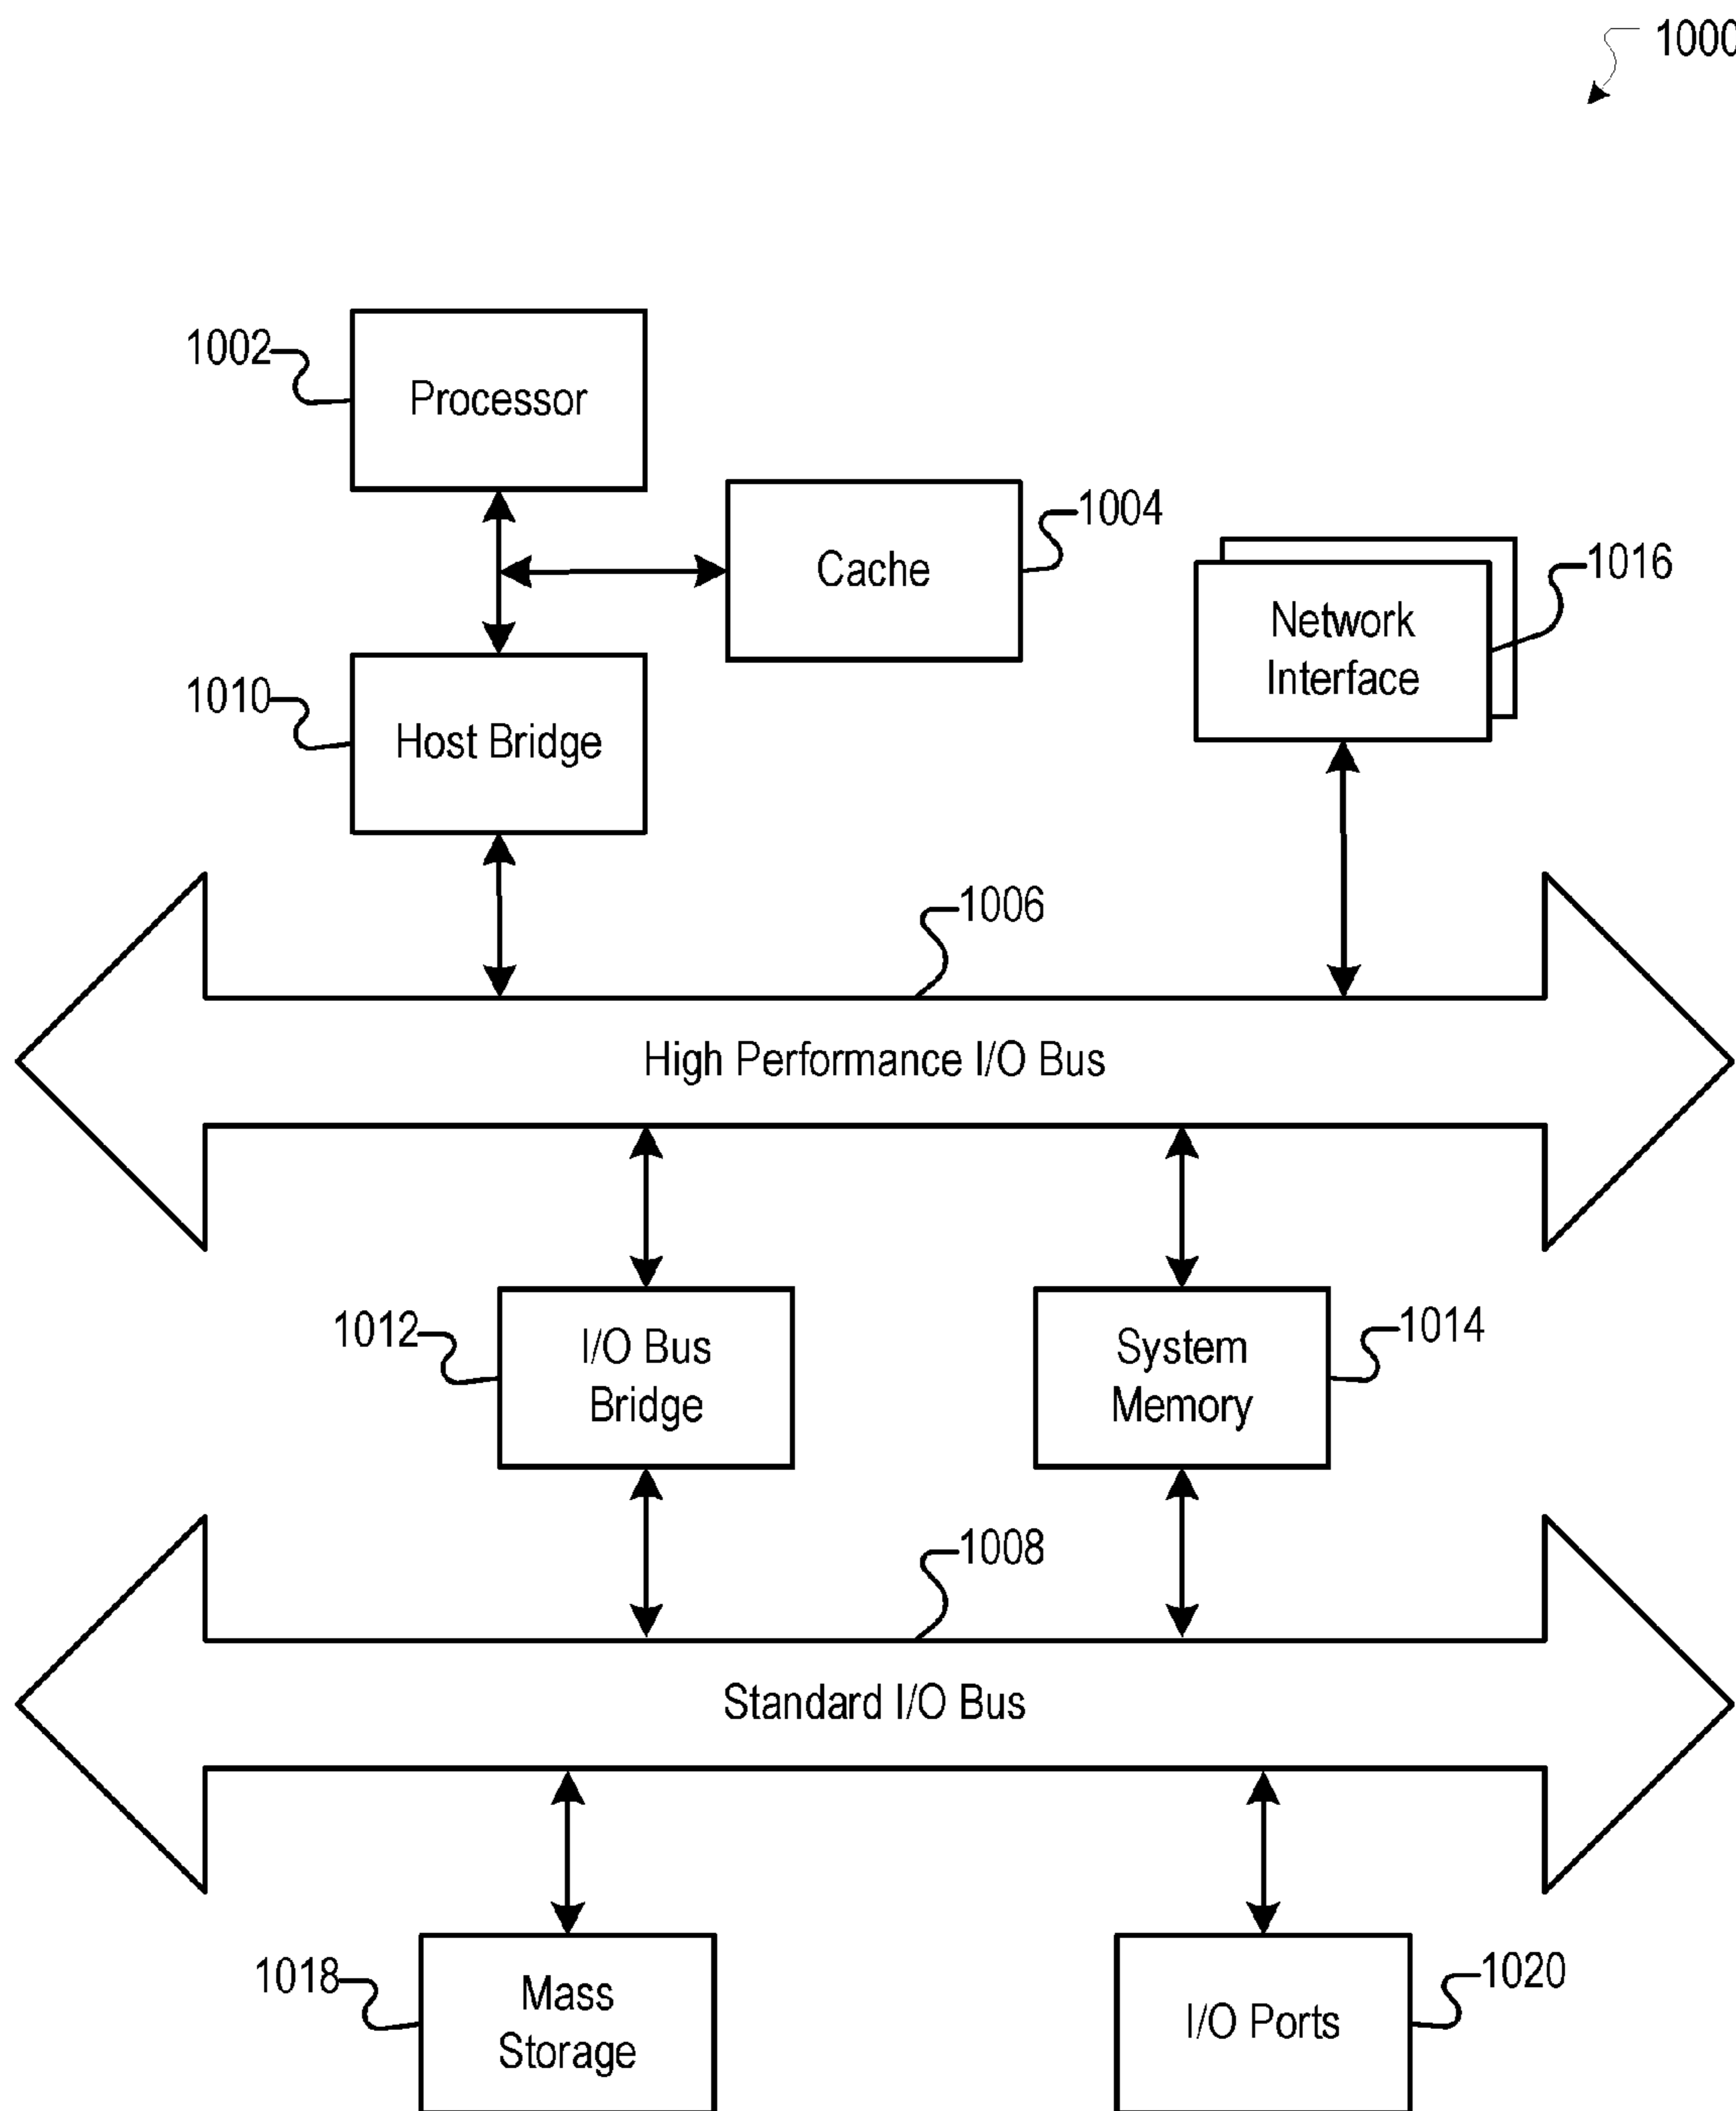 1000
1002
Processor
1004
Cache
1016
Network
Interface
1010
Host Bridge
1006
High Performance I/O Bus
1012
I/O Bus
Bridge
System
Memory
1014
1008
Standard I/O Bus
1018
Mass
Storage
I/O Ports
1020